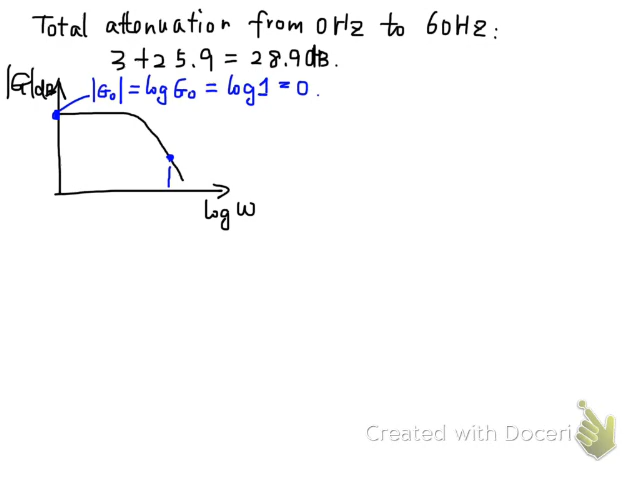 Total attenuation from 0Hz to 60Hz:
3 + 25.9 = 28.9dB.
|G|dB
|G₀| = log G₀ = log 1 = 0.
log ω
Created with Doceri